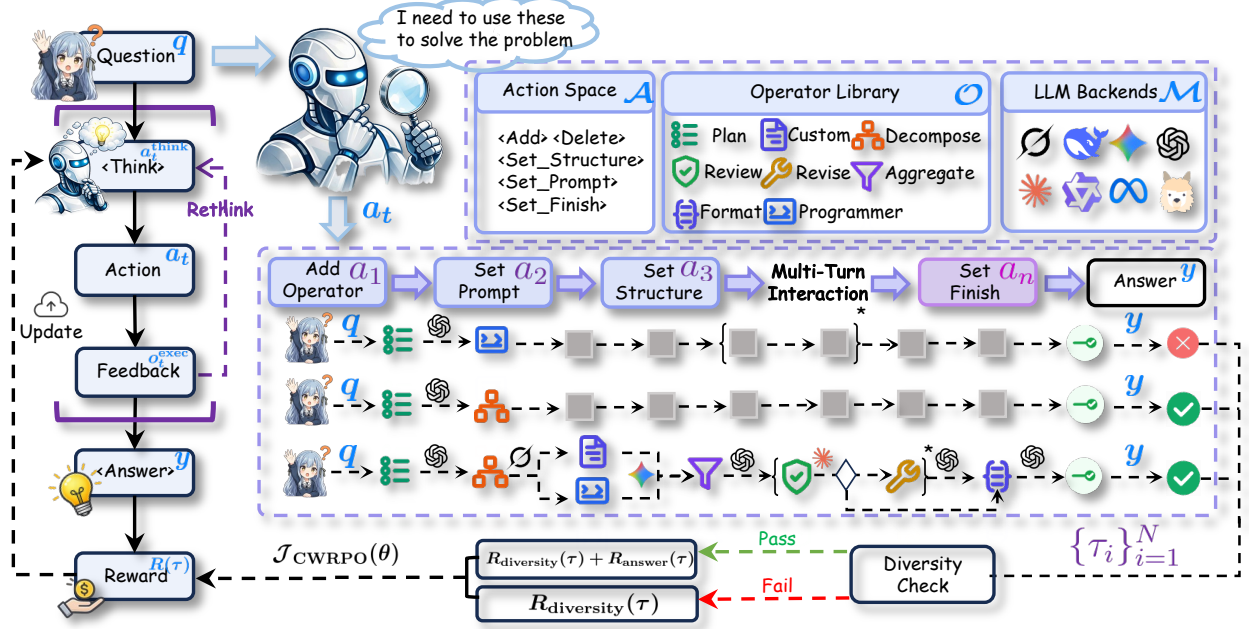 I need to use these
to solve the problem
Question q
a_t^think
<Think>
Rethink
Action a_t
Update
o_t^exec
Feedback
<Answer> y
R(τ)
Reward
a_t
Action Space 𝒜
<Add> <Delete>
<Set_Structure>
<Set_Prompt>
<Set_Finish>
Operator Library 𝒪
Plan Custom Decompose
Review Revise Aggregate
Format Programmer
LLM Backends ℳ
Add
Operator a_1
Set
Prompt a_2
Set
Structure a_3
Multi-Turn
Interaction
Set
Finish a_n
Answer y
? q { } * y
? q y
? q { } * y
𝒥_CWRPO(θ)
R_diversity(τ) + R_answer(τ)
R_diversity(τ)
Pass
Fail
Diversity
Check
{τ_i}_{i=1}^N